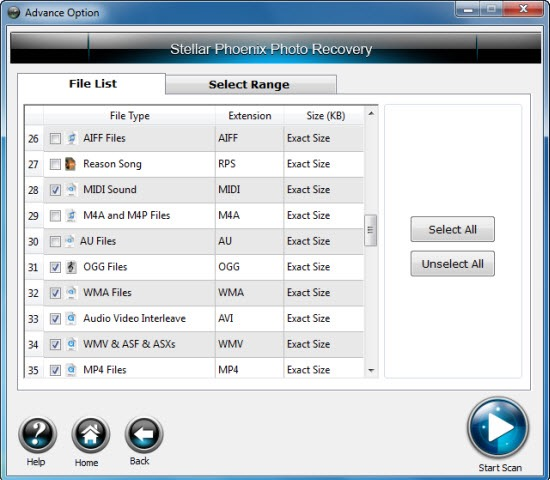 Advance Option
Stellar Phoenix Photo Recovery
File List Select Range
File Type Extension Size (KB)
26 AIFF Files AIFF Exact Size
27 Reason Song RPS Exact Size
28 MIDI Sound MIDI Exact Size
29 M4A and M4P Files M4A Exact Size
30 AU Files AU Exact Size
31 OGG Files OGG Exact Size
32 WMA Files WMA Exact Size
33 Audio Video Interleave AVI Exact Size
34 WMV & ASF & ASXs WMV Exact Size
35 MP4 Files MP4 Exact Size
Select All
Unselect All
Help Home Back Start Scan